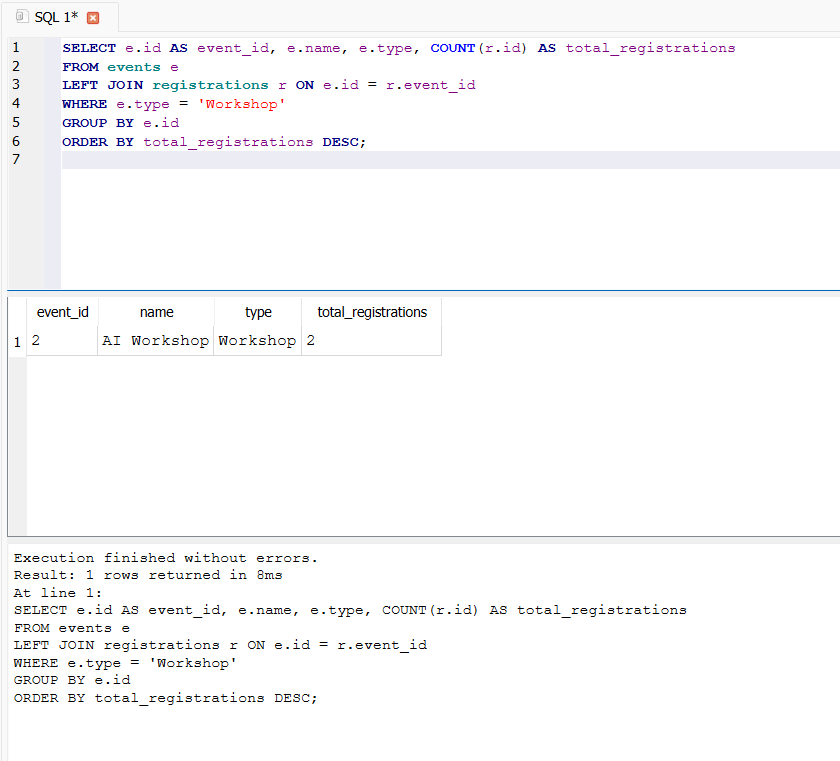 SQL 1*
1 SELECT e.id AS event_id, e.name, e.type, COUNT(r.id) AS total_registrations
2 FROM events e
3 LEFT JOIN registrations r ON e.id = r.event_id
4 WHERE e.type = 'Workshop'
5 GROUP BY e.id
6 ORDER BY total_registrations DESC;
7
event_id name type total_registrations
1 2 AI Workshop Workshop 2
Execution finished without errors.
Result: 1 rows returned in 8ms
At line 1:
SELECT e.id AS event_id, e.name, e.type, COUNT(r.id) AS total_registrations
FROM events e
LEFT JOIN registrations r ON e.id = r.event_id
WHERE e.type = 'Workshop'
GROUP BY e.id
ORDER BY total_registrations DESC;